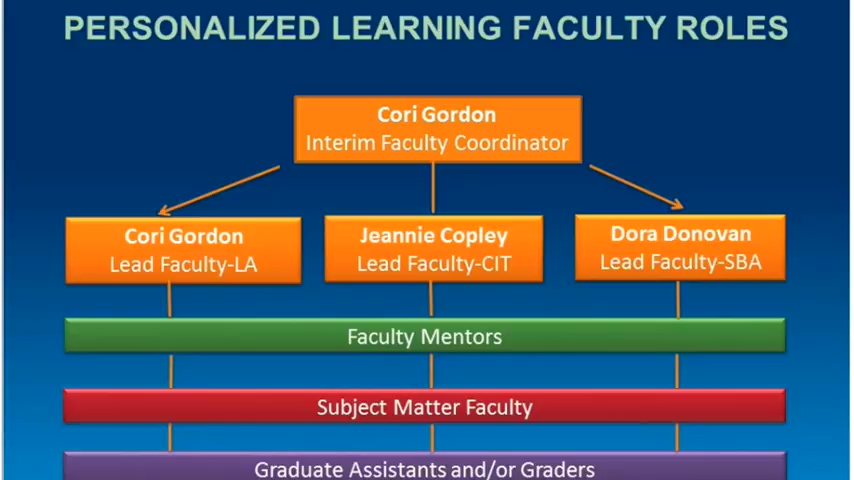 PERSONALIZED LEARNING FACULTY ROLES
Cori Gordon
Interim Faculty Coordinator
Cori Gordon
Lead Faculty-LA
Jeannie Copley
Lead Faculty-CIT
Dora Donovan
Lead Faculty-SBA
Faculty Mentors
Subject Matter Faculty
Graduate Assistants and/or Graders